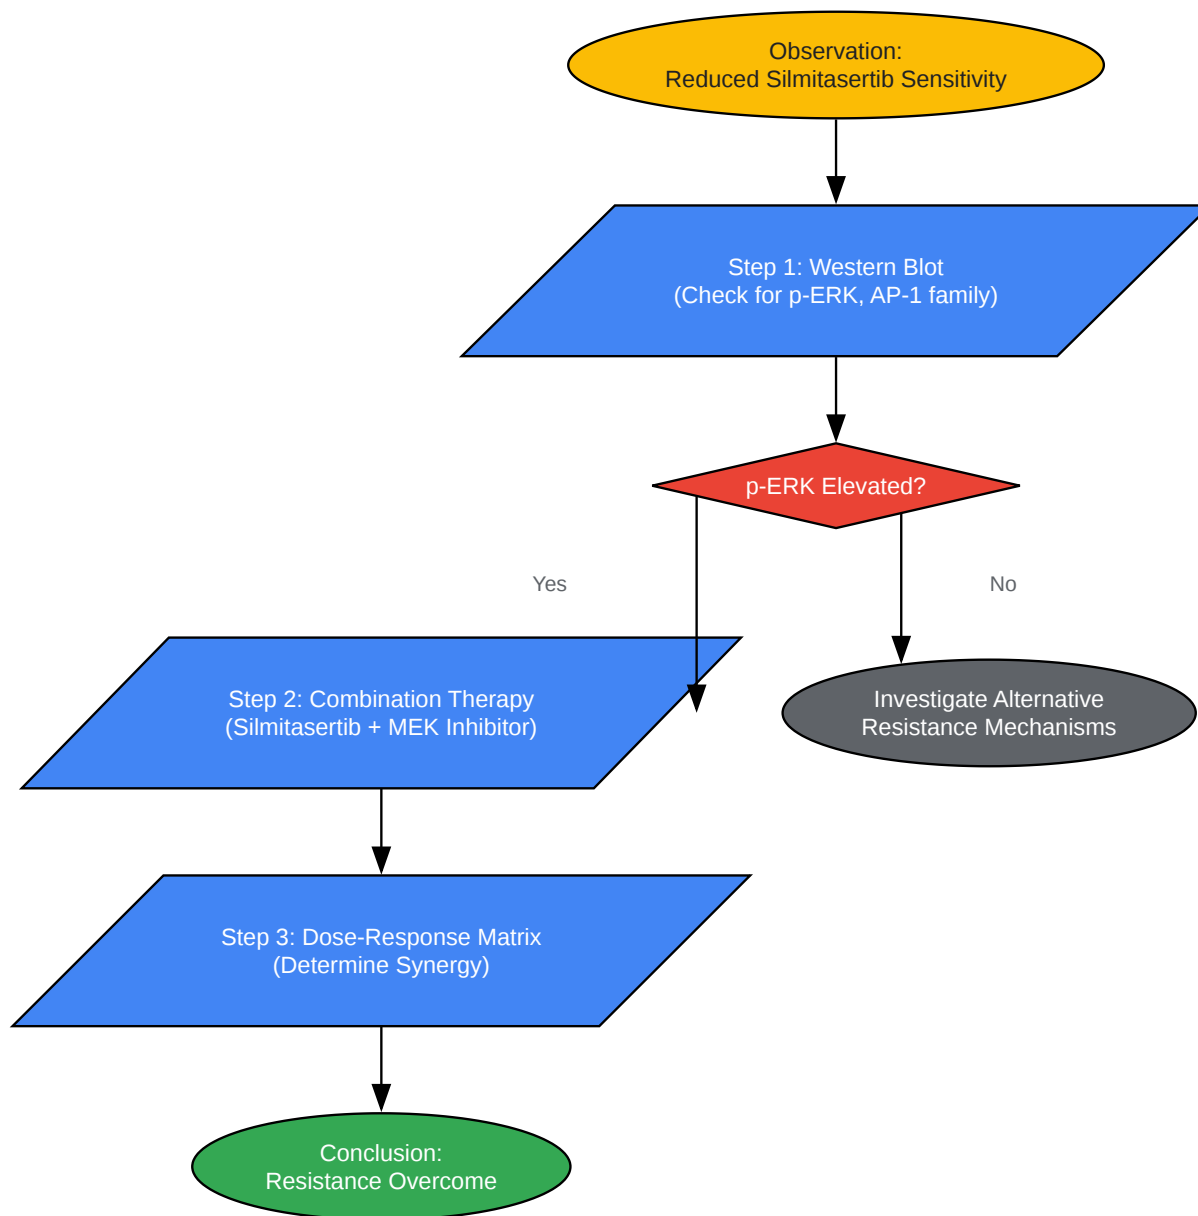 Observation:
Reduced Silmitasertib Sensitivity
Step 1: Western Blot
(Check for p-ERK, AP-1 family)
p-ERK Elevated?
Yes
No
Step 2: Combination Therapy
(Silmitasertib + MEK Inhibitor)
Investigate Alternative
Resistance Mechanisms
Step 3: Dose-Response Matrix
(Determine Synergy)
Conclusion:
Resistance Overcome